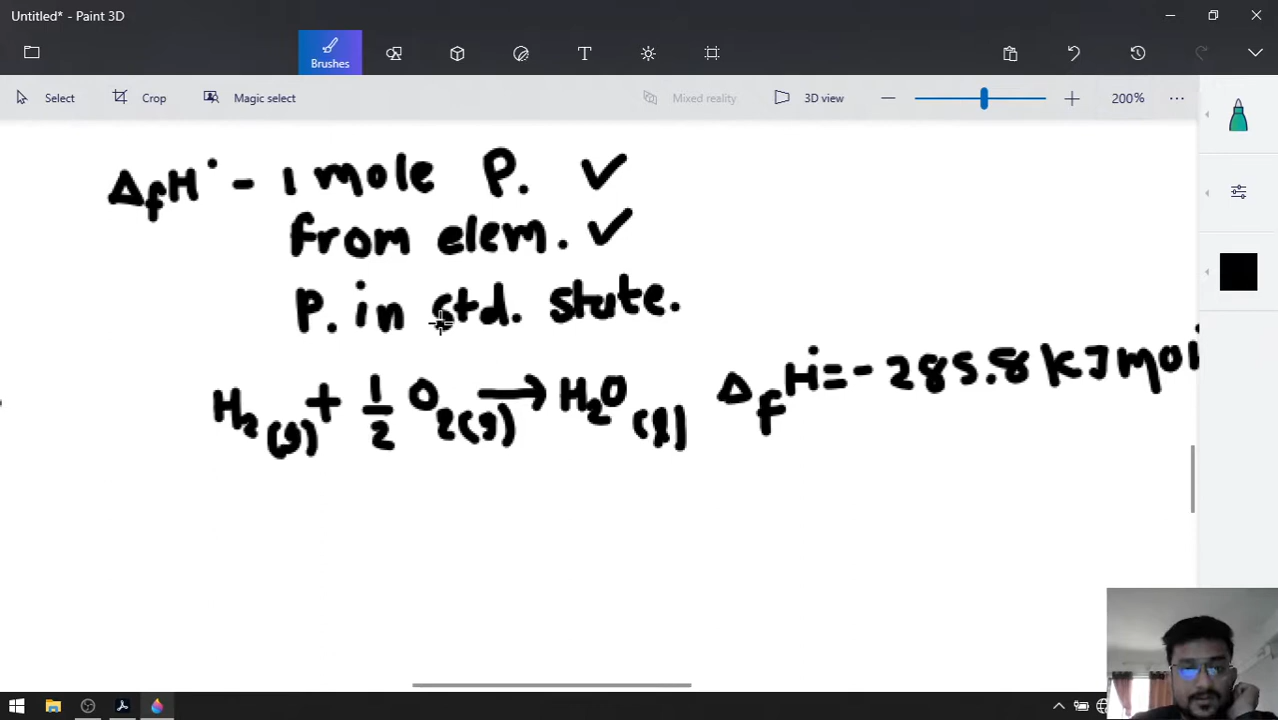 Untitled* - Paint 3D
Brushes
Select Crop Magic select Mixed reality 3D view 200%
ΔfH° - 1 mole P. ✓
from elem. ✓
P. in std. state.
H2(g) + 1/2 O2(g) → H2O(l) ΔfH° = - 285.8 kJ mol